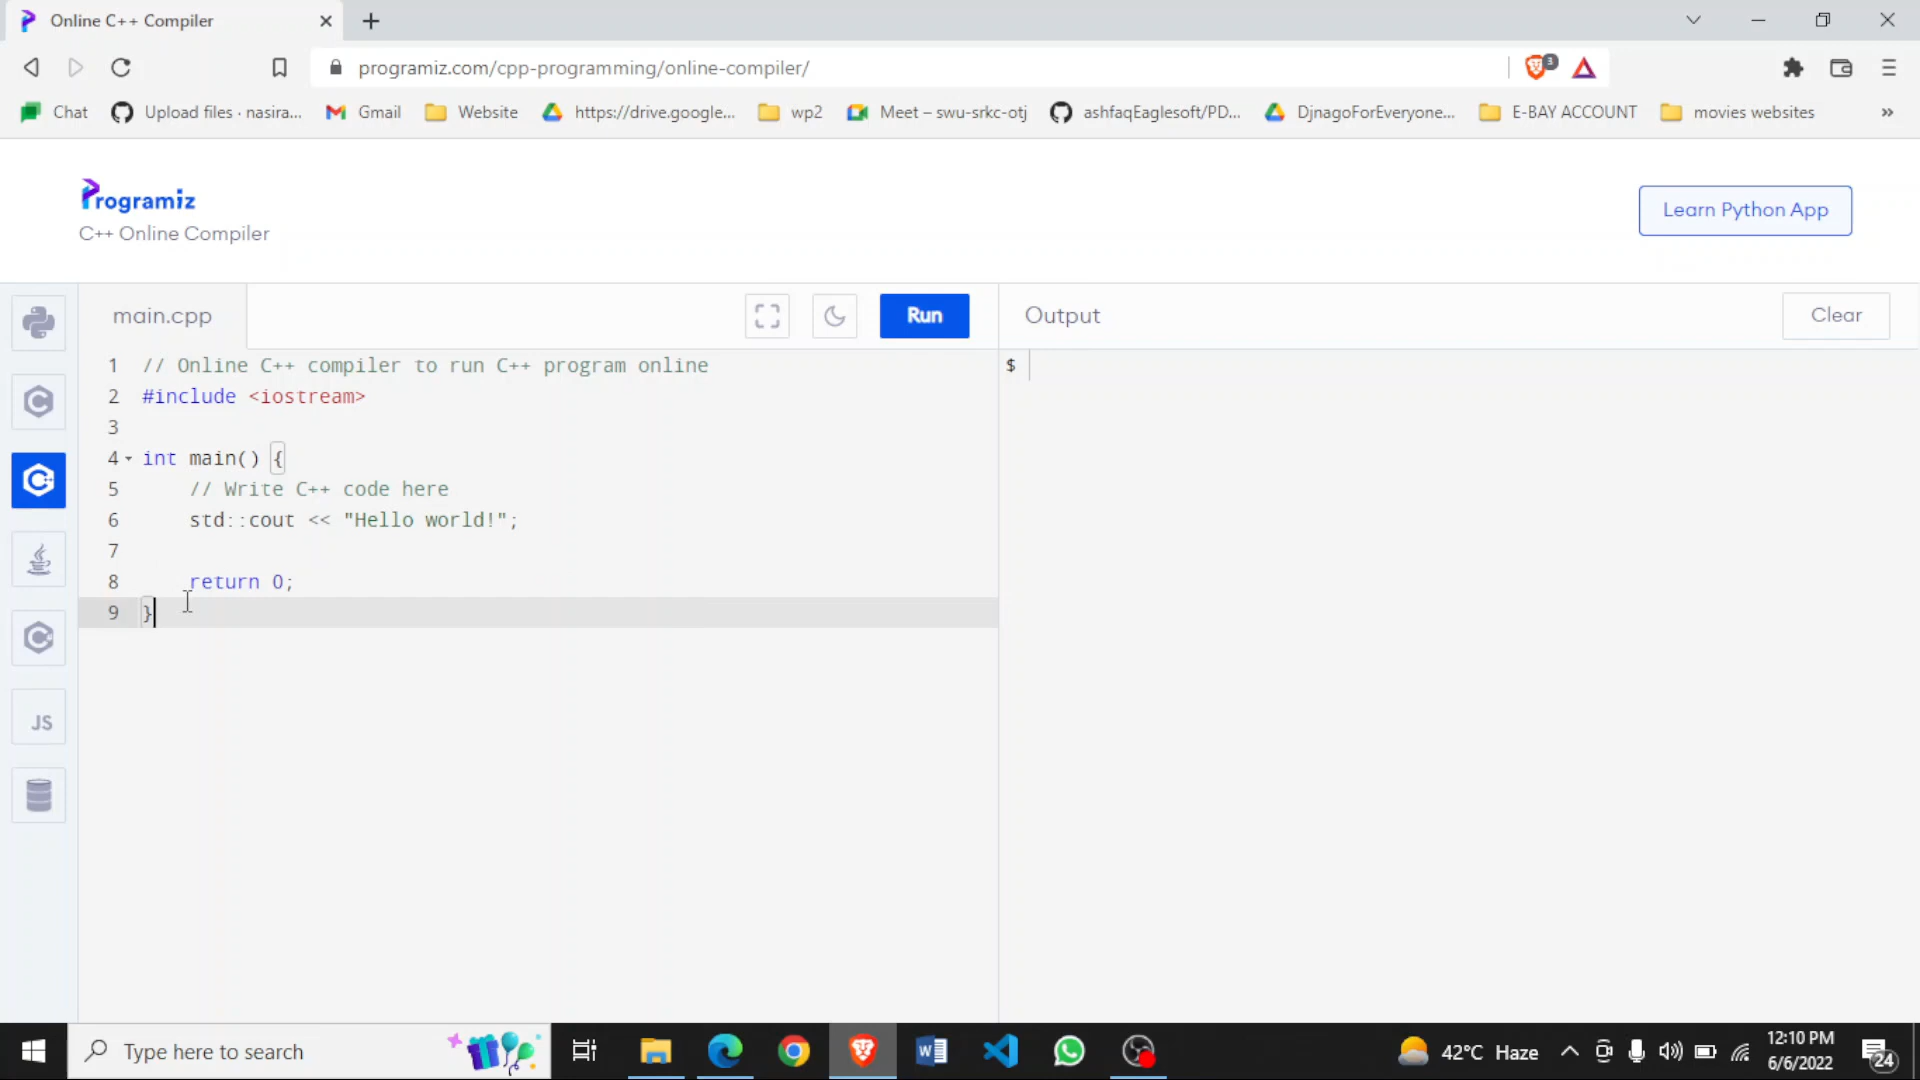 Online C++ Compiler
programiz.com/cpp-programming/online-compiler/
3
Chat
Upload files · nasira...
Gmail
Website
https://drive.google...
wp2
Meet – swu-srkc-otj
ashfaqEaglesoft/PD...
DjnagoForEveryone...
E-BAY ACCOUNT
movies websites
»
Programiz
C++ Online Compiler
Learn Python App
main.cpp
Run
Output
Clear
1 // Online C++ compiler to run C++ program online
2 #include <iostream>
3
4 int main() {
5 // Write C++ code here
6 std::cout << "Hello world!";
7
8 return 0;
9 }
$
JS
Type here to search
42°C Haze
12:10 PM
6/6/2022
24